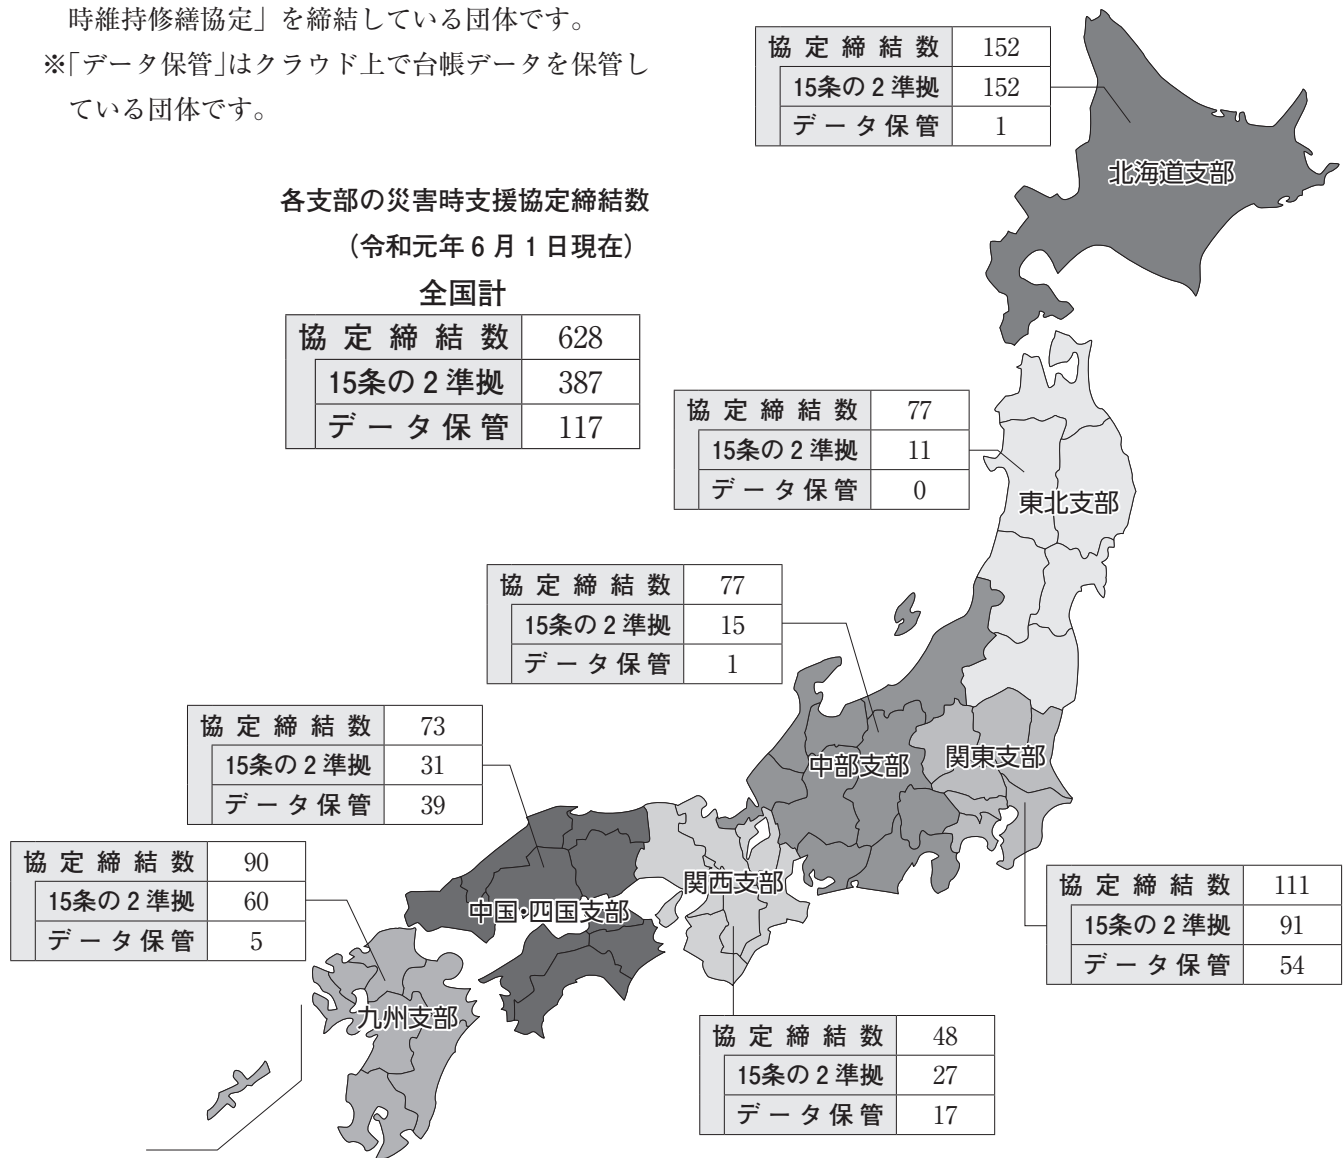 時維持修繕協定」を締結している団体です。
※「データ保管」はクラウド上で台帳データを保管し
ている団体です。
各支部の災害時支援協定締結数
（令和元年6月1日現在）
全国計
協定締結数 628
15条の2準拠 387
データ保管 117
協定締結数 152
15条の2準拠 152
データ保管 1
北海道支部
協定締結数 77
15条の2準拠 11
データ保管 0
東北支部
協定締結数 77
15条の2準拠 15
データ保管 1
中部支部
関東支部
協定締結数 73
15条の2準拠 31
データ保管 39
中国・四国支部
関西支部
協定締結数 90
15条の2準拠 60
データ保管 5
九州支部
協定締結数 111
15条の2準拠 91
データ保管 54
協定締結数 48
15条の2準拠 27
データ保管 17